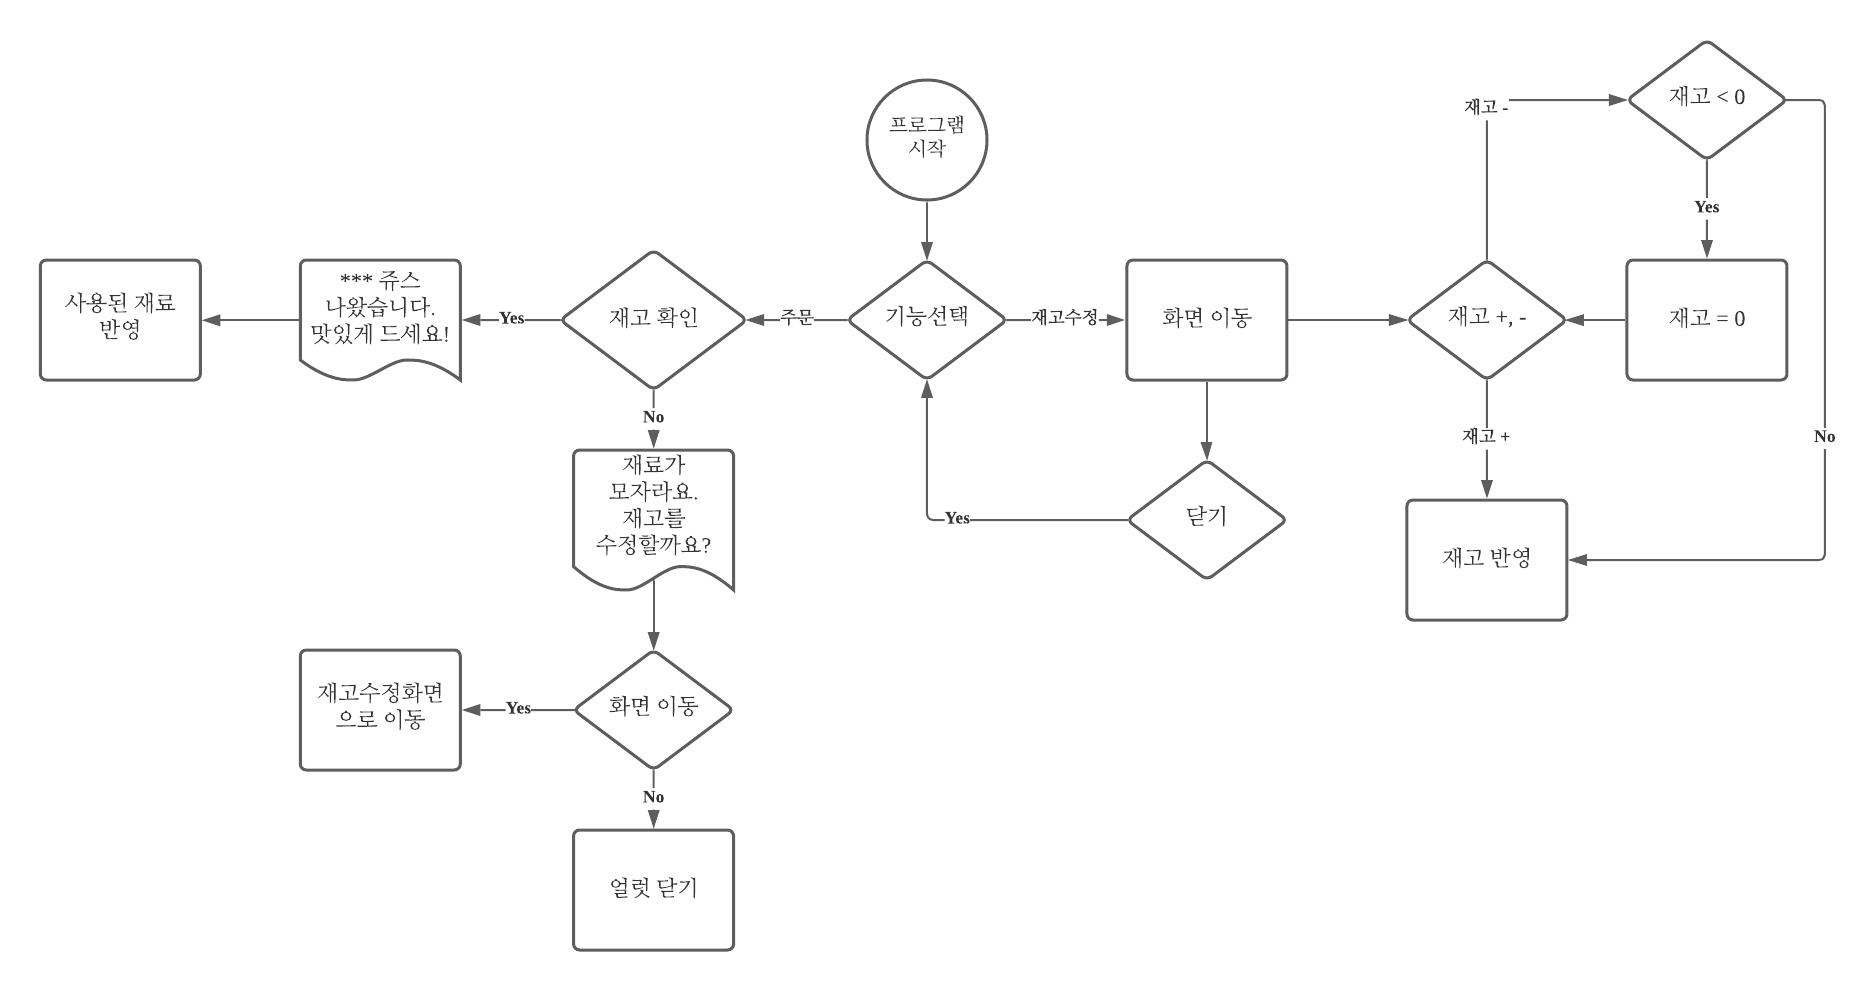 재고 < 0
재고 -
프로그램
시작
Yes
사용된 재료
반영
*** 쥬스
나왔습니다.
맛있게 드세요!
Yes
재고 확인
주문
기능선택
재고수정
화면 이동
재고 +, -
재고 = 0
No
재고 +
No
재료가
모자라요.
재고를
수정할까요?
Yes
닫기
재고 반영
재고수정화면
으로 이동
Yes
화면 이동
No
얼럿 닫기